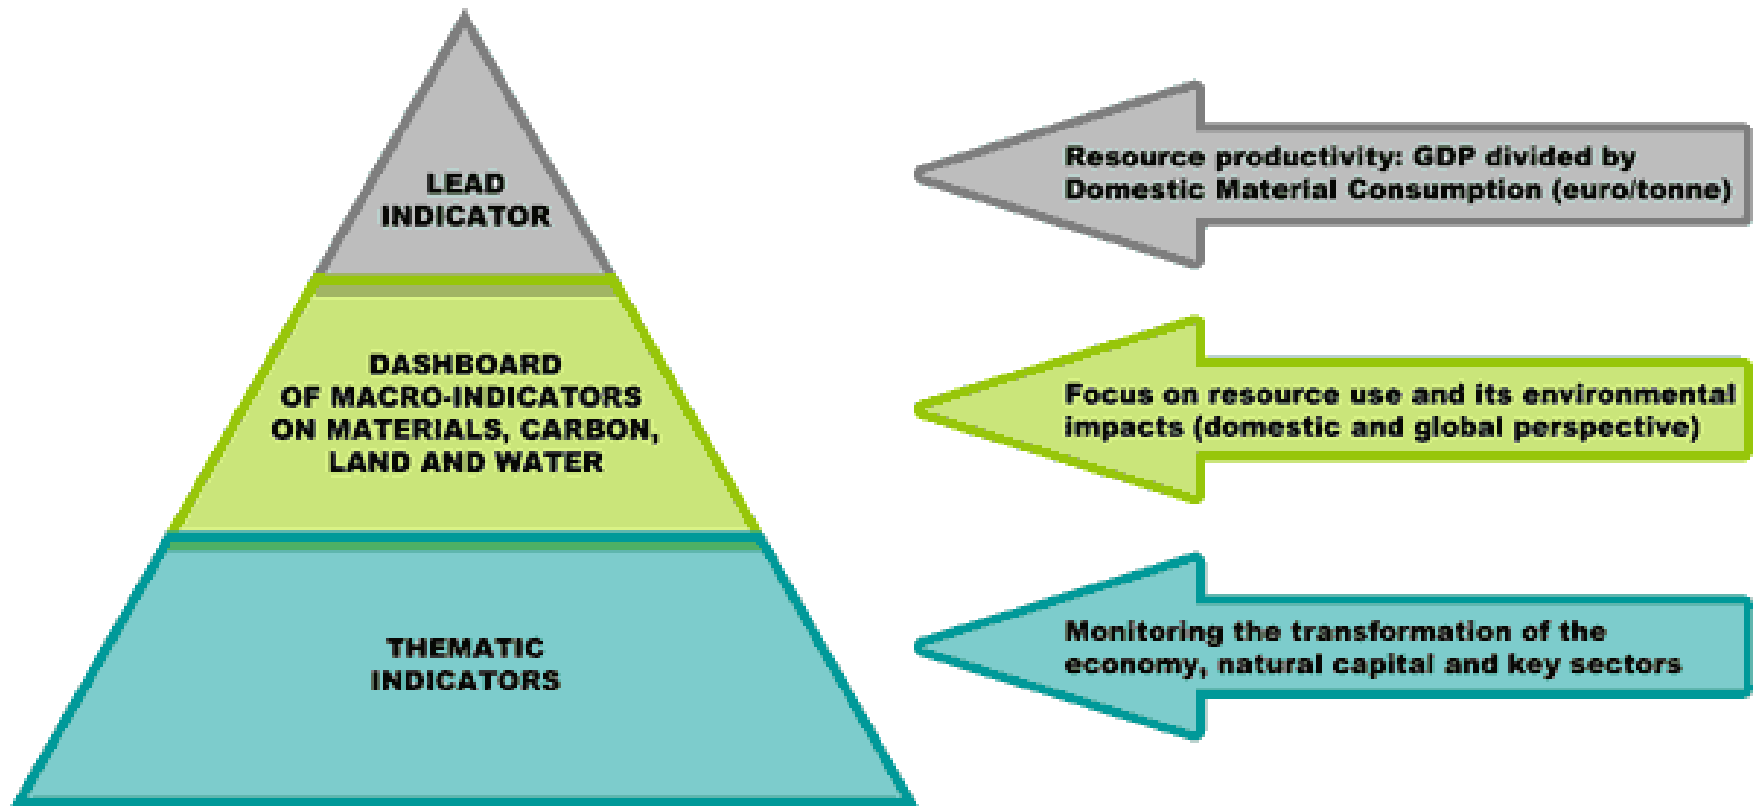 LEAD
INDICATOR
Resource productivity: GDP divided by
Domestic Material Consumption (euro/tonne)
DASHBOARD
OF MACRO-INDICATORS
ON MATERIALS, CARBON,
LAND AND WATER
Focus on resource use and its environmental
impacts (domestic and global perspective)
THEMATIC
INDICATORS
Monitoring the transformation of the
economy, natural capital and key sectors